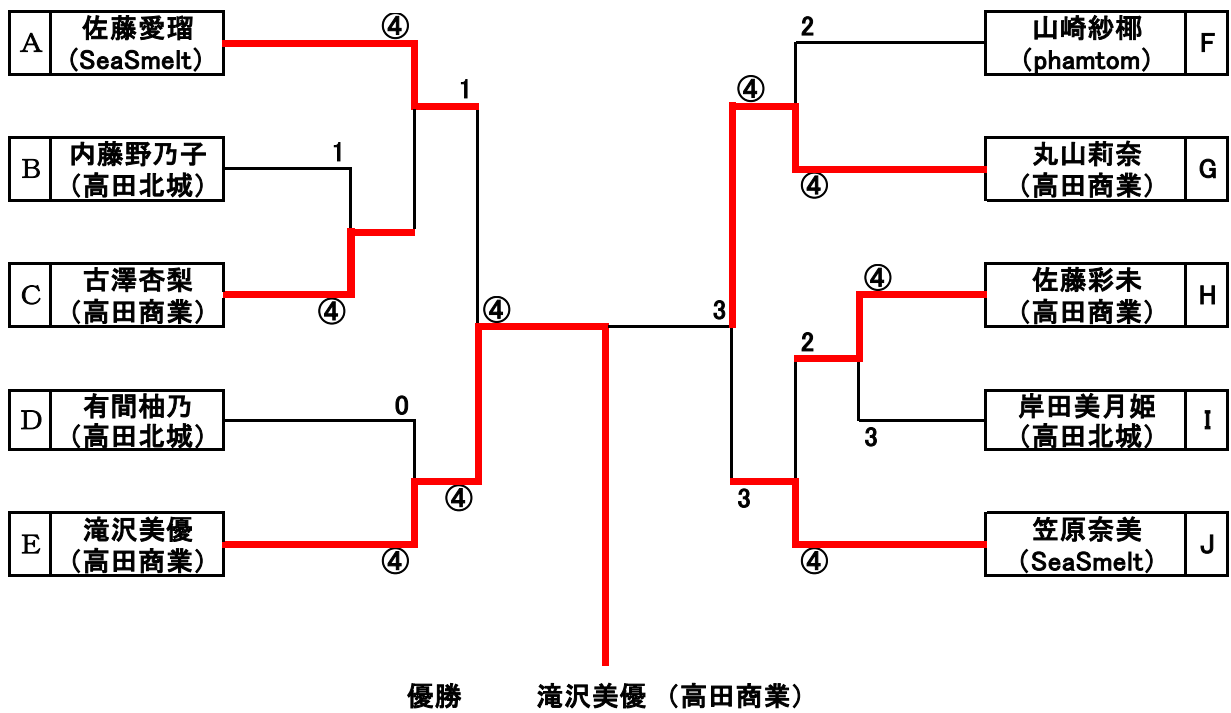 A
佐藤愛瑠
（SeaSmelt）
④
1
B
内藤野乃子
（高田北城）
1
C
古澤杏梨
（高田商業）
④
④
D
有間柚乃
（高田北城）
0
④
E
滝沢美優
（高田商業）
④
2
山崎紗椰
（phamtom）
F
④
丸山莉奈
（高田商業）
G
④
④
佐藤彩未
（高田商業）
H
3
2
岸田美月姫
（高田北城）
I
3
3
笠原奈美
（SeaSmelt）
J
④
優勝　滝沢美優 （高田商業）